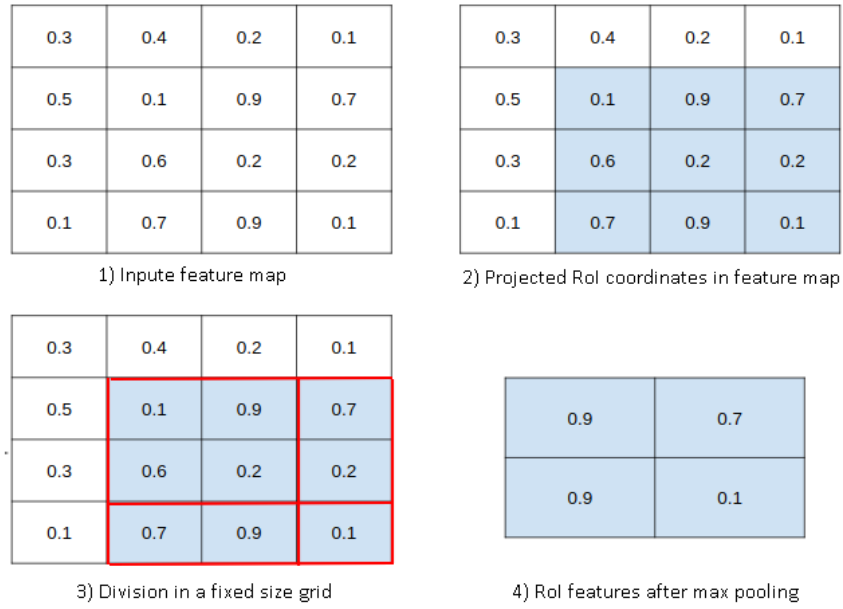 0.3 0.4 0.2 0.1
0.5 0.1 0.9 0.7
0.3 0.6 0.2 0.2
0.1 0.7 0.9 0.1
1) Inpute feature map
0.3 0.4 0.2 0.1
0.5 0.1 0.9 0.7
0.3 0.6 0.2 0.2
0.1 0.7 0.9 0.1
2) Projected RoI coordinates in feature map
0.3 0.4 0.2 0.1
0.5 0.1 0.9 0.7
0.3 0.6 0.2 0.2
0.1 0.7 0.9 0.1
3) Division in a fixed size grid
0.9 0.7
0.9 0.1
4) RoI features after max pooling